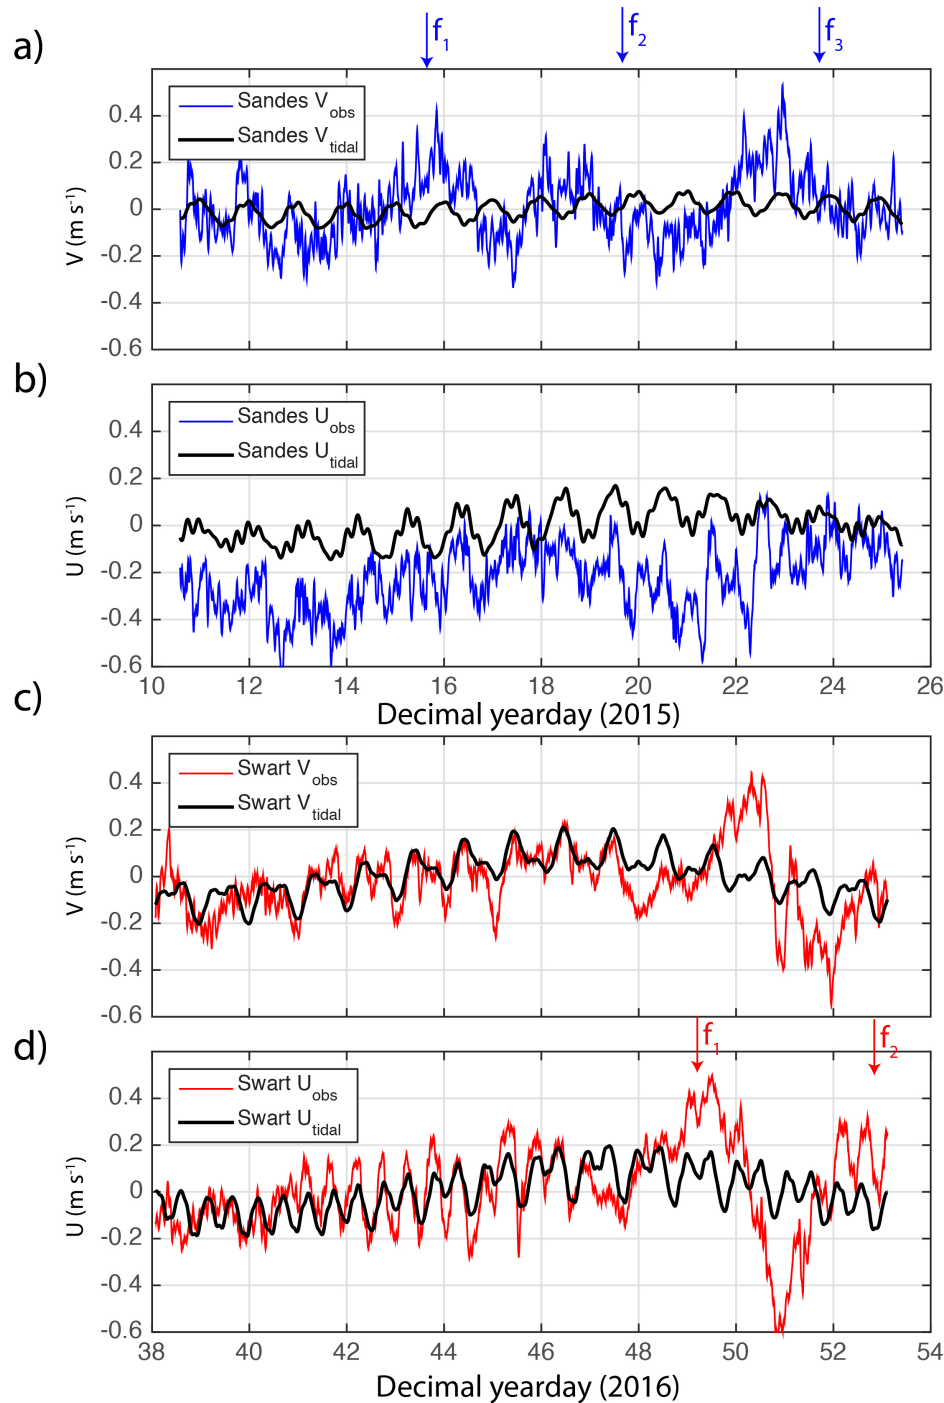 a)
f1
f2
f3
Sandes Vobs
Sandes Vtidal
0.4
0.2
0
-0.2
-0.4
-0.6
V (m s-1)
b)
Sandes Uobs
Sandes Utidal
0.4
0.2
0
-0.2
-0.4
-0.6
U (m s-1)
10 12 14 16 18 20 22 24 26
Decimal yearday (2015)
c)
Swart Vobs
Swart Vtidal
0.4
0.2
0
-0.2
-0.4
-0.6
V (m s-1)
d)
f1
f2
Swart Uobs
Swart Utidal
0.4
0.2
0
-0.2
-0.4
-0.6
U (m s-1)
38 40 42 44 46 48 50 52 54
Decimal yearday (2016)